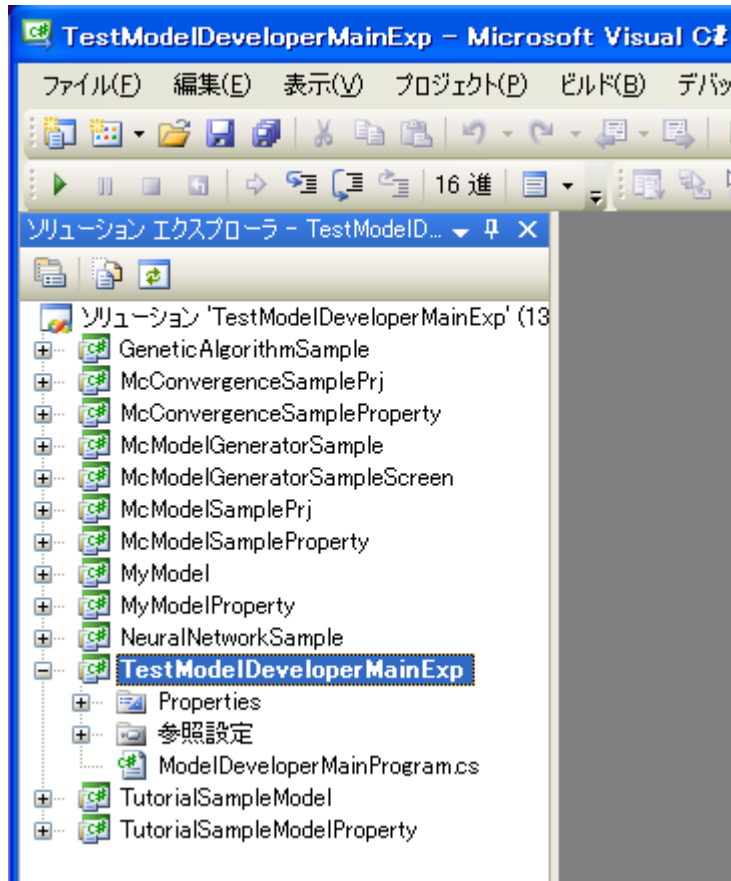 TestModelDeveloperMainExp - Microsoft Visual C#
ファイル(F) 編集(E) 表示(V) プロジェクト(P) ビルド(B) デバッ
16 進
ソリューション エクスプローラ - TestModelD...
ソリューション 'TestModelDeveloperMainExp' (13
GeneticAlgorithmSample
McConvergenceSamplePrj
McConvergenceSampleProperty
McModelGeneratorSample
McModelGeneratorSampleScreen
McModelSamplePrj
McModelSampleProperty
MyModel
MyModelProperty
NeuralNetworkSample
TestModelDeveloperMainExp
Properties
参照設定
ModelDeveloperMainProgram.cs
TutorialSampleModel
TutorialSampleModelProperty